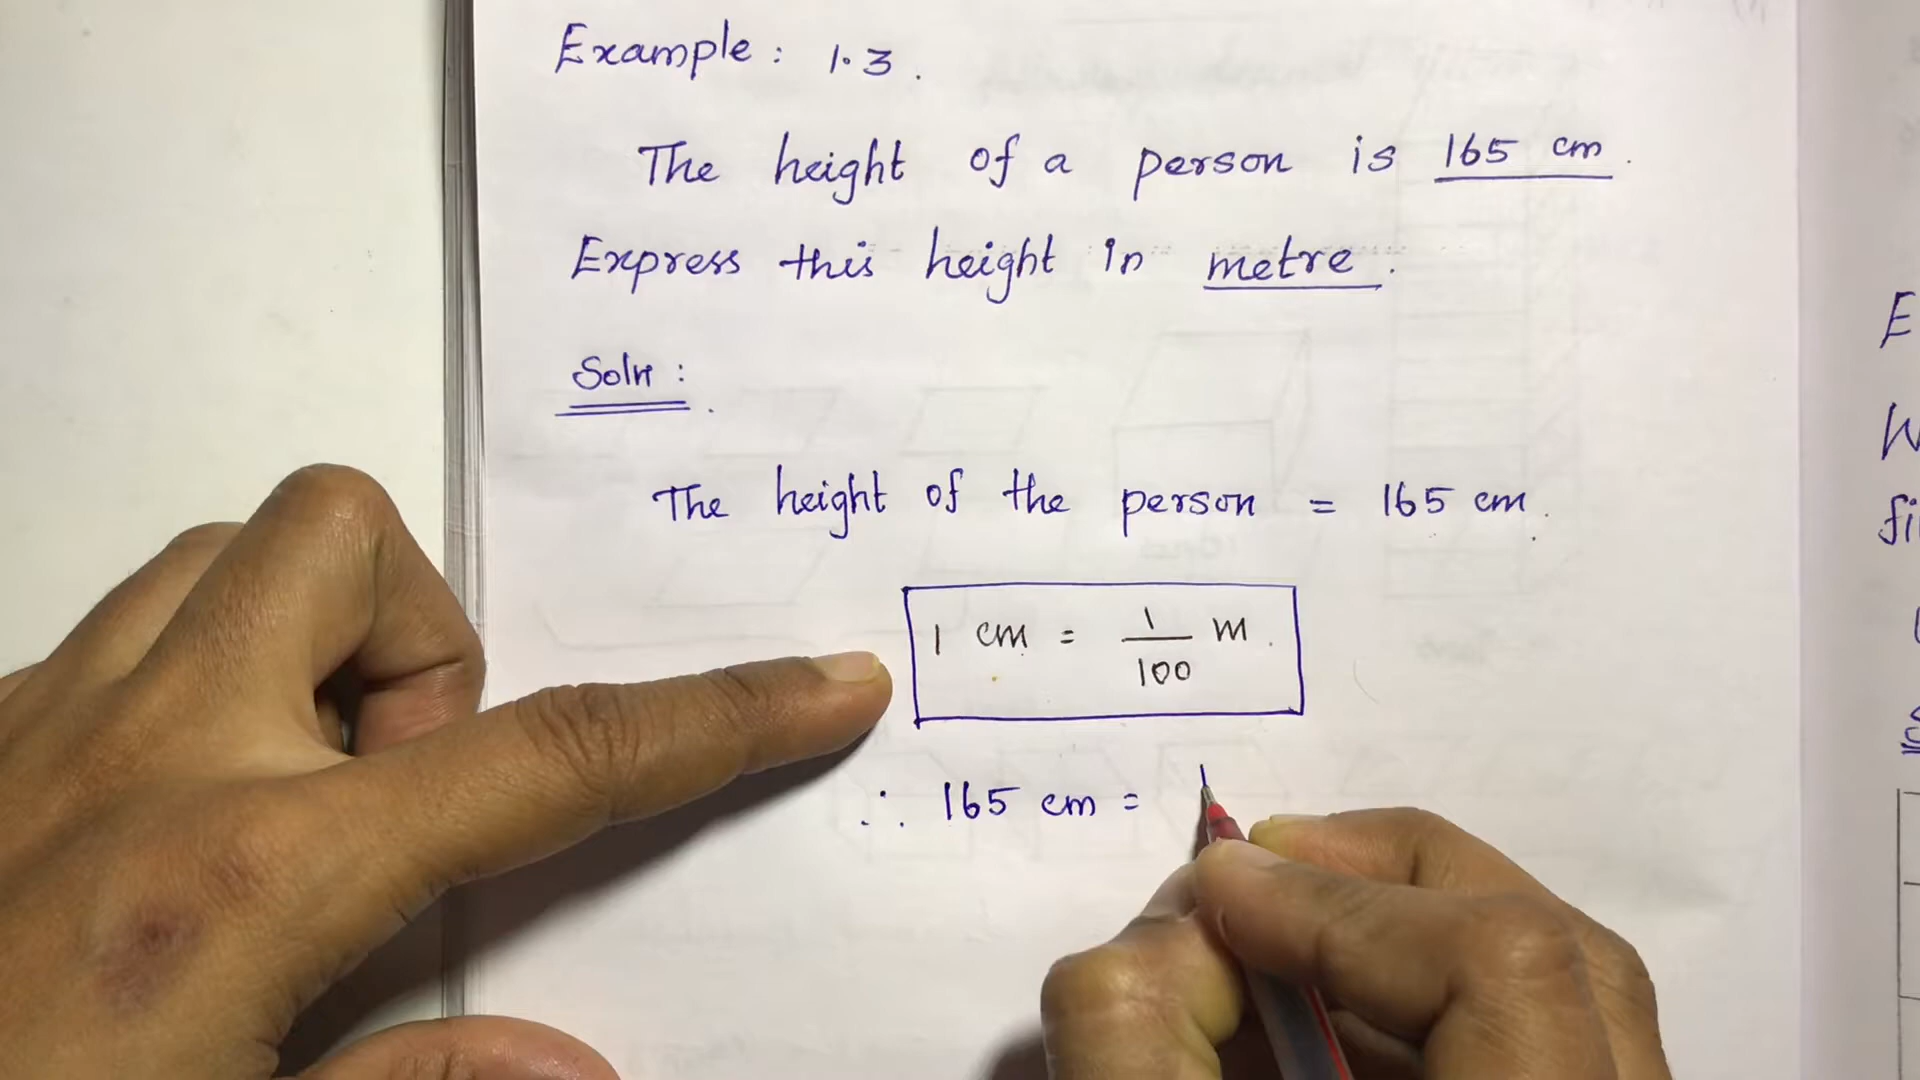 Example : 1.3.
The height of a person is 165 cm.
Express this height in metre.
Soln :
The height of the person = 165 cm.
1 cm = 1/100 m.
∴ 165 cm =
E
W
fi